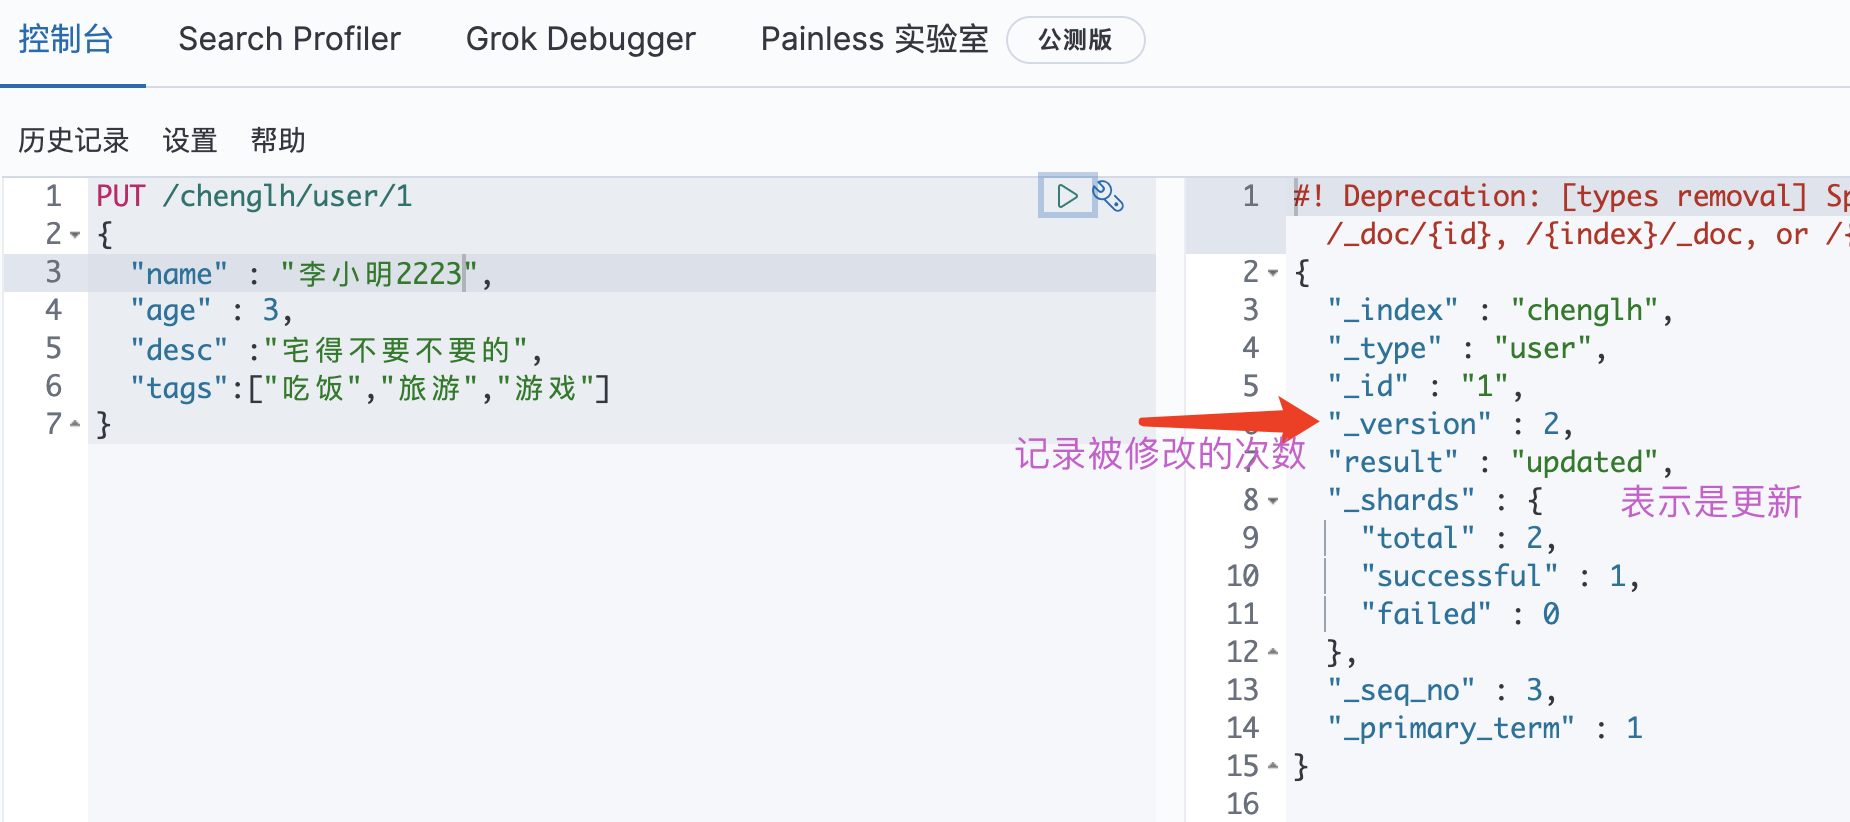 控制台 Search Profiler Grok Debugger Painless 实验室 公测版
历史记录 设置 帮助
1 PUT /chenglh/user/1
2 {
3 "name" : "李小明2223",
4 "age" : 3,
5 "desc" :"宅得不要不要的",
6 "tags":["吃饭","旅游","游戏"]
7 }
1 #! Deprecation: [types removal] Sp
/_doc/{id}, /{index}/_doc, or /{
2 {
3 "_index" : "chenglh",
4 "_type" : "user",
5 "_id" : "1",
6 "_version" : 2,
记录被修改的次数
7 "result" : "updated",
8 "_shards" : {
表示是更新
9 "total" : 2,
10 "successful" : 1,
11 "failed" : 0
12 },
13 "_seq_no" : 3,
14 "_primary_term" : 1
15 }
16